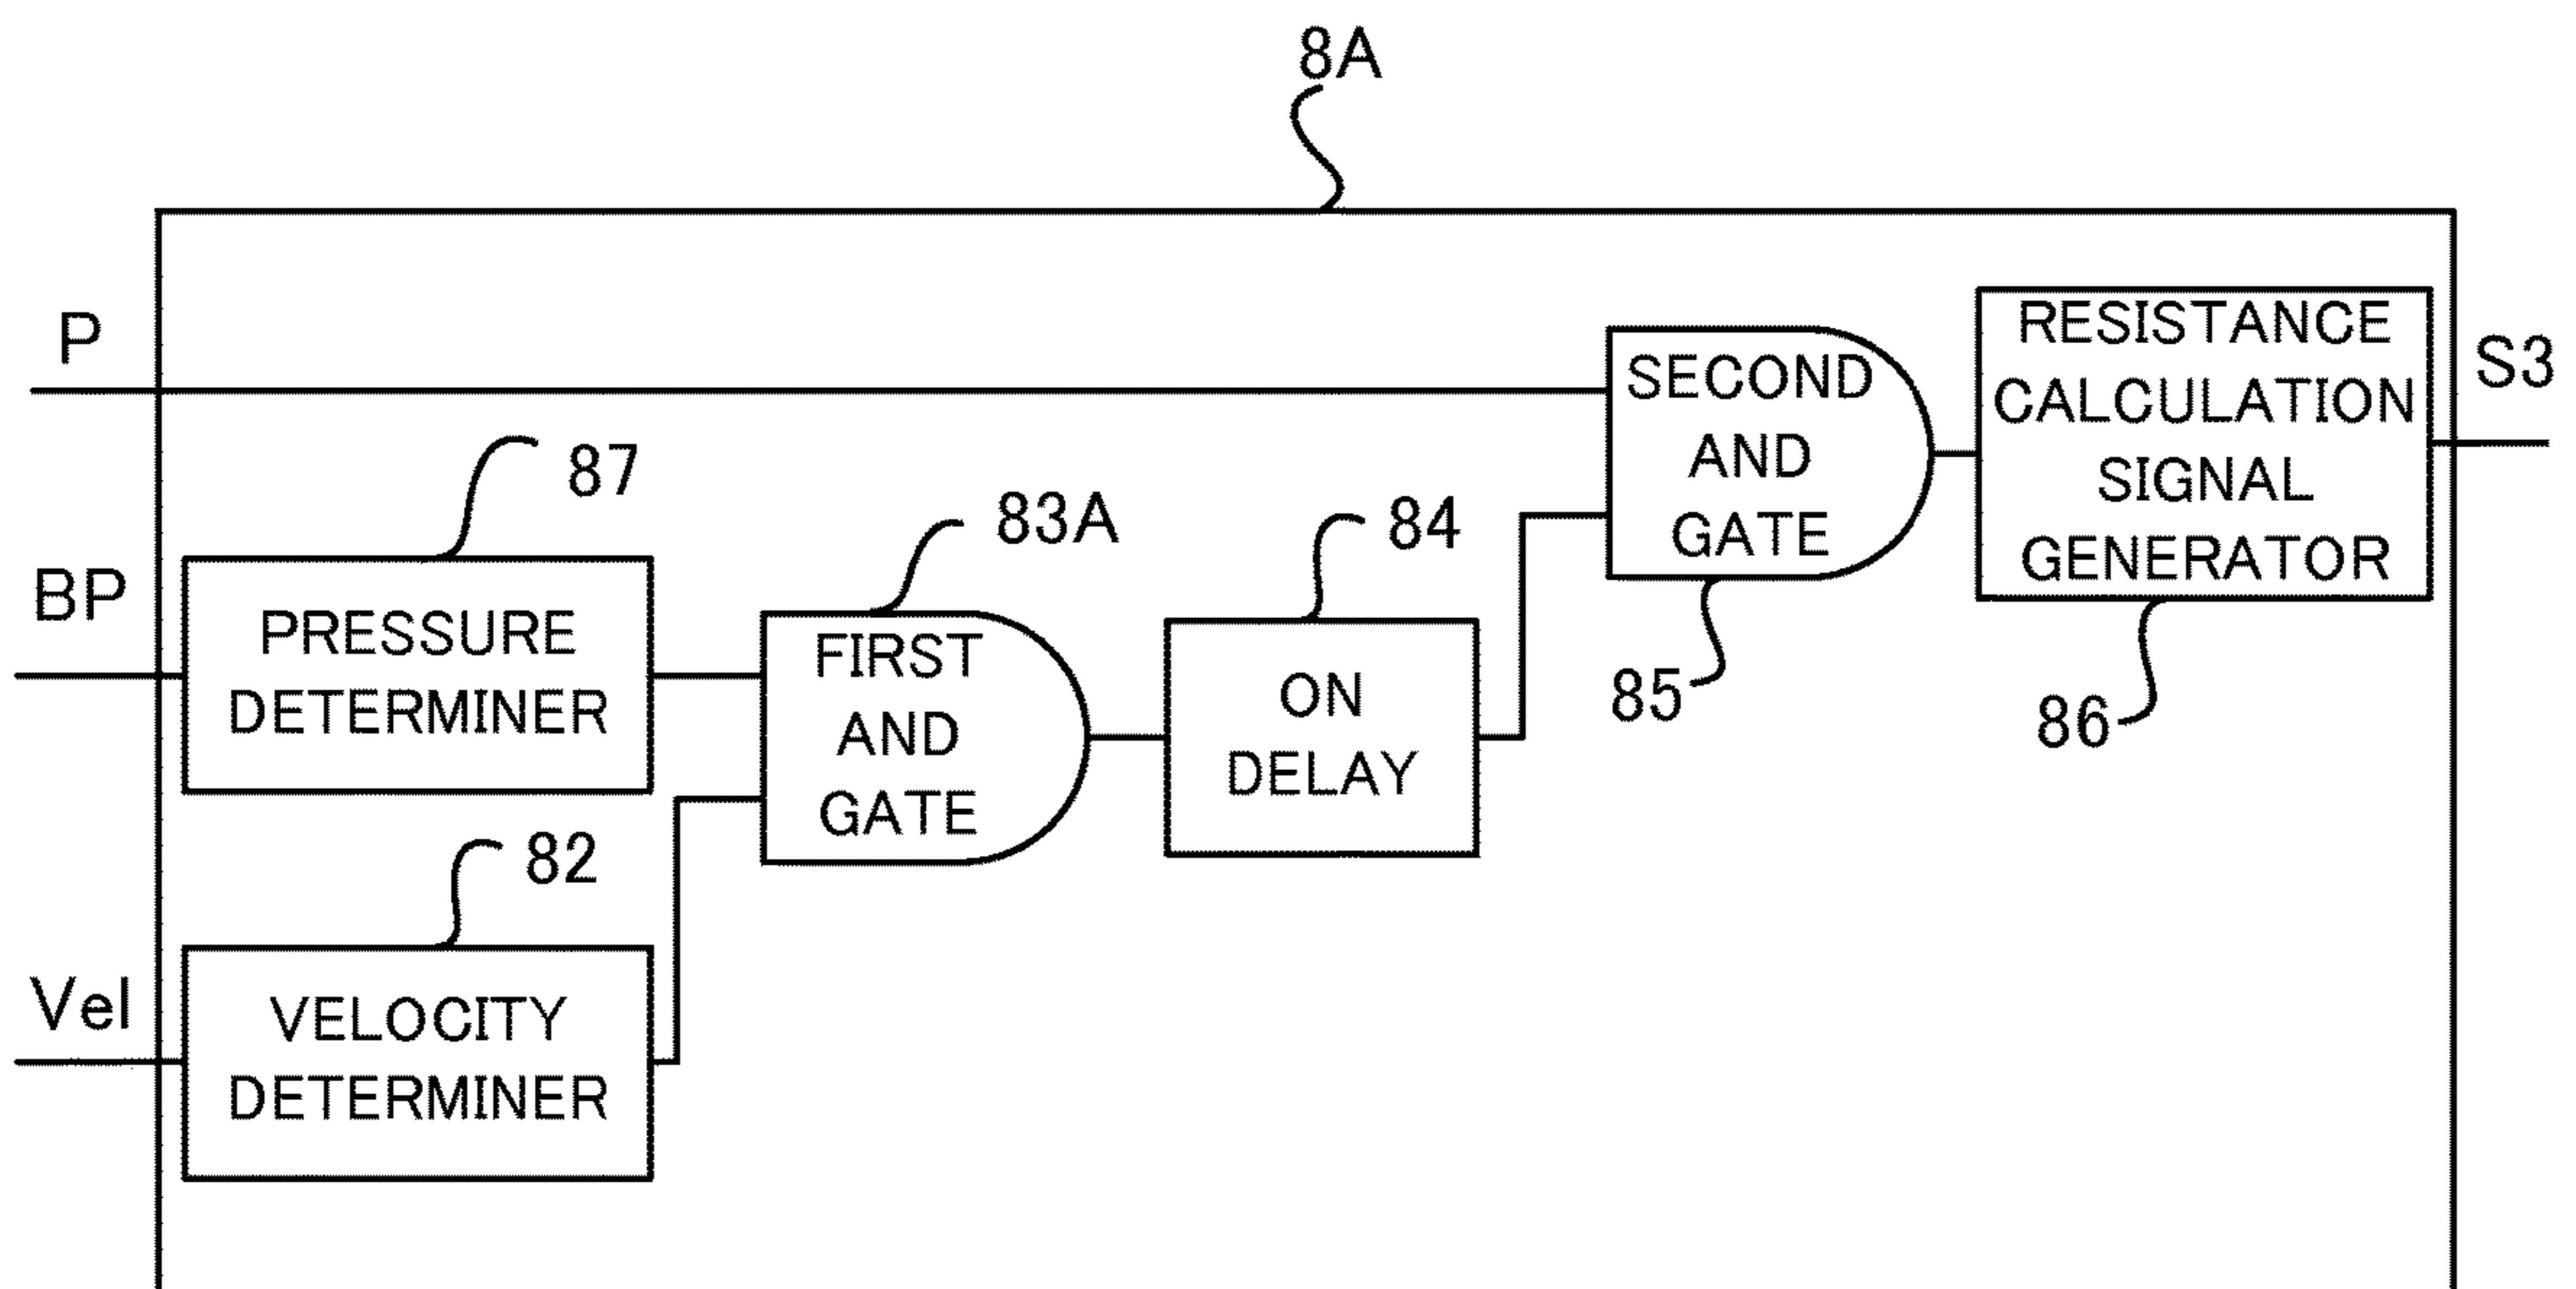 8A
P
SECOND
AND
GATE
RESISTANCE
CALCULATION
SIGNAL
GENERATOR
S3
87
83A
84
85
86
BP
PRESSURE
DETERMINER
FIRST
AND
GATE
ON
DELAY
82
Vel
VELOCITY
DETERMINER